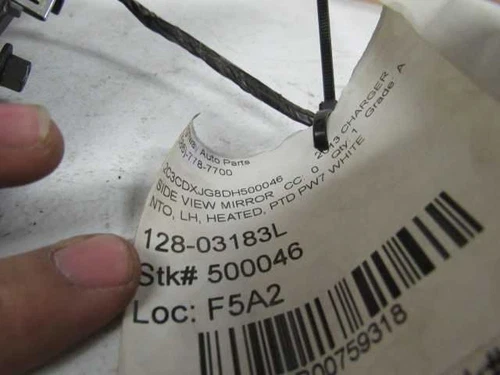 Auto Parts
778-7700
2C3CDXJG8DH500046 2013 CHARGER
SIDE VIEW MIRROR CC 0 Qty 1 Grade A
NTO, LH, HEATED, PTD PW7 WHITE
128-03183L
Stk# 500046
Loc: F5A2
00759318